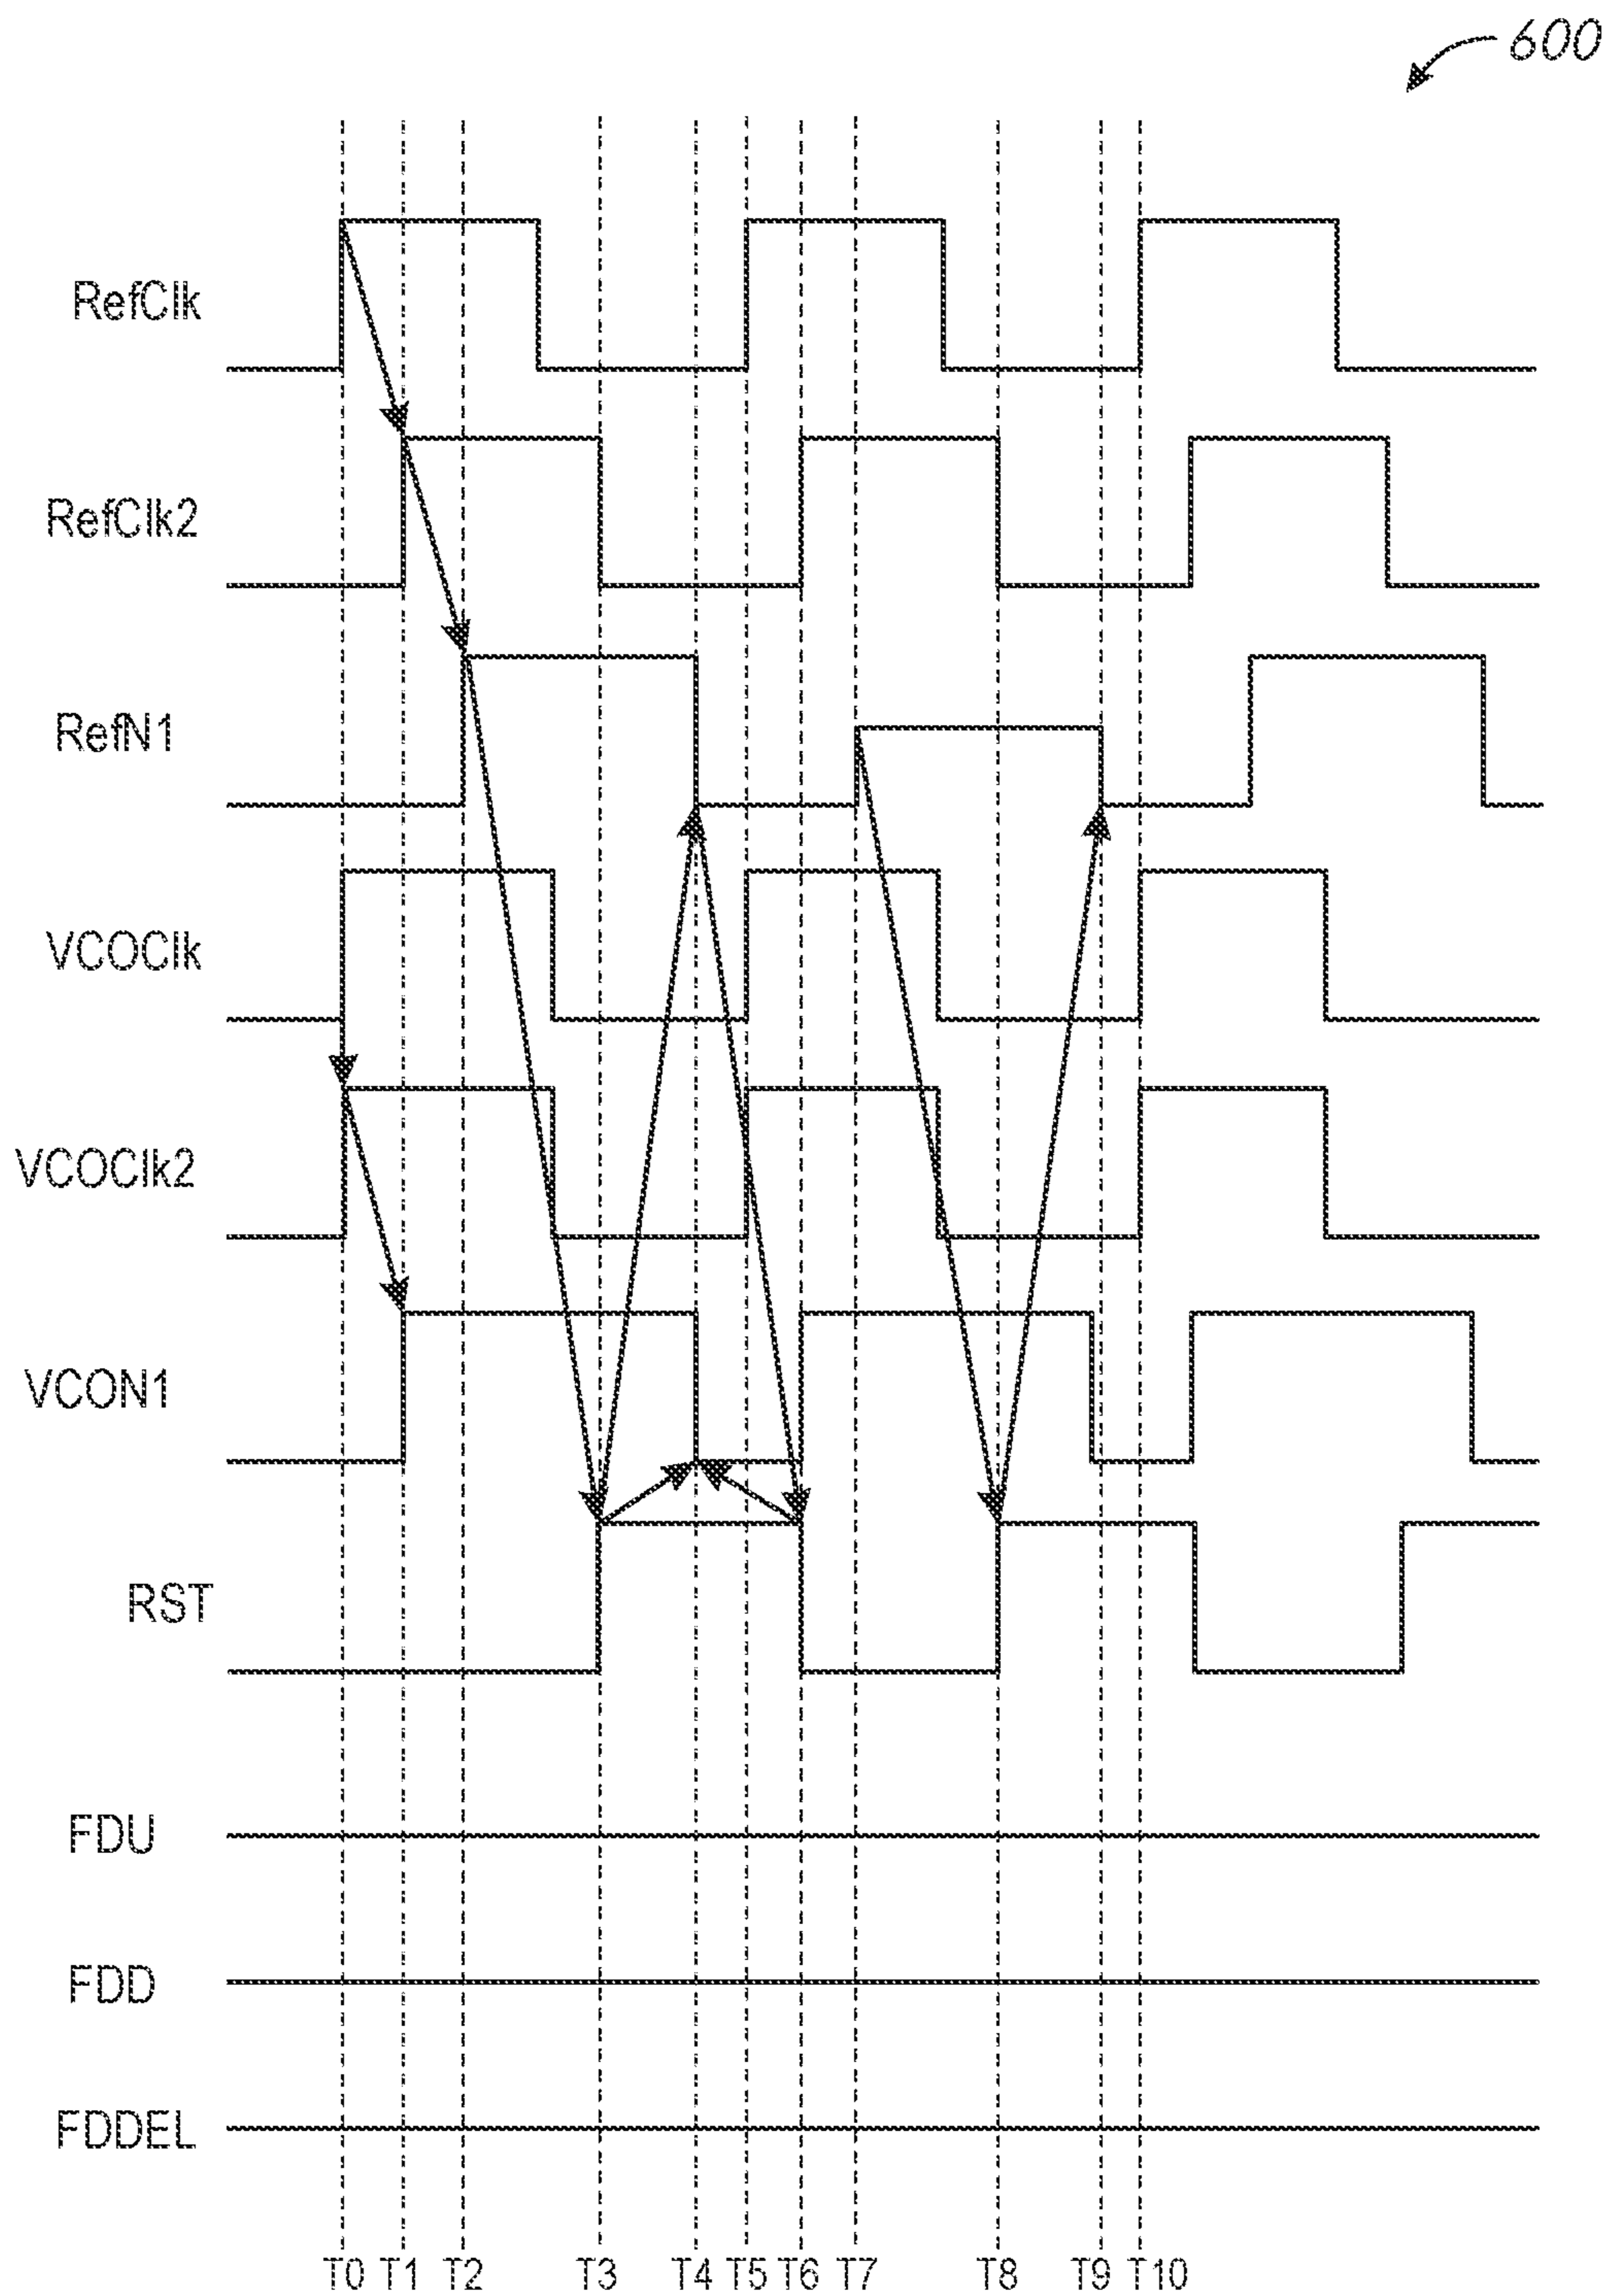 600
RefClk
RefClk2
RefN1
VCOClk
VCOClk2
VCON1
RST
FDU
FDD
FDDEL
T0 T1 T2 T3 T4 T5 T6 T7 T8 T9 T10